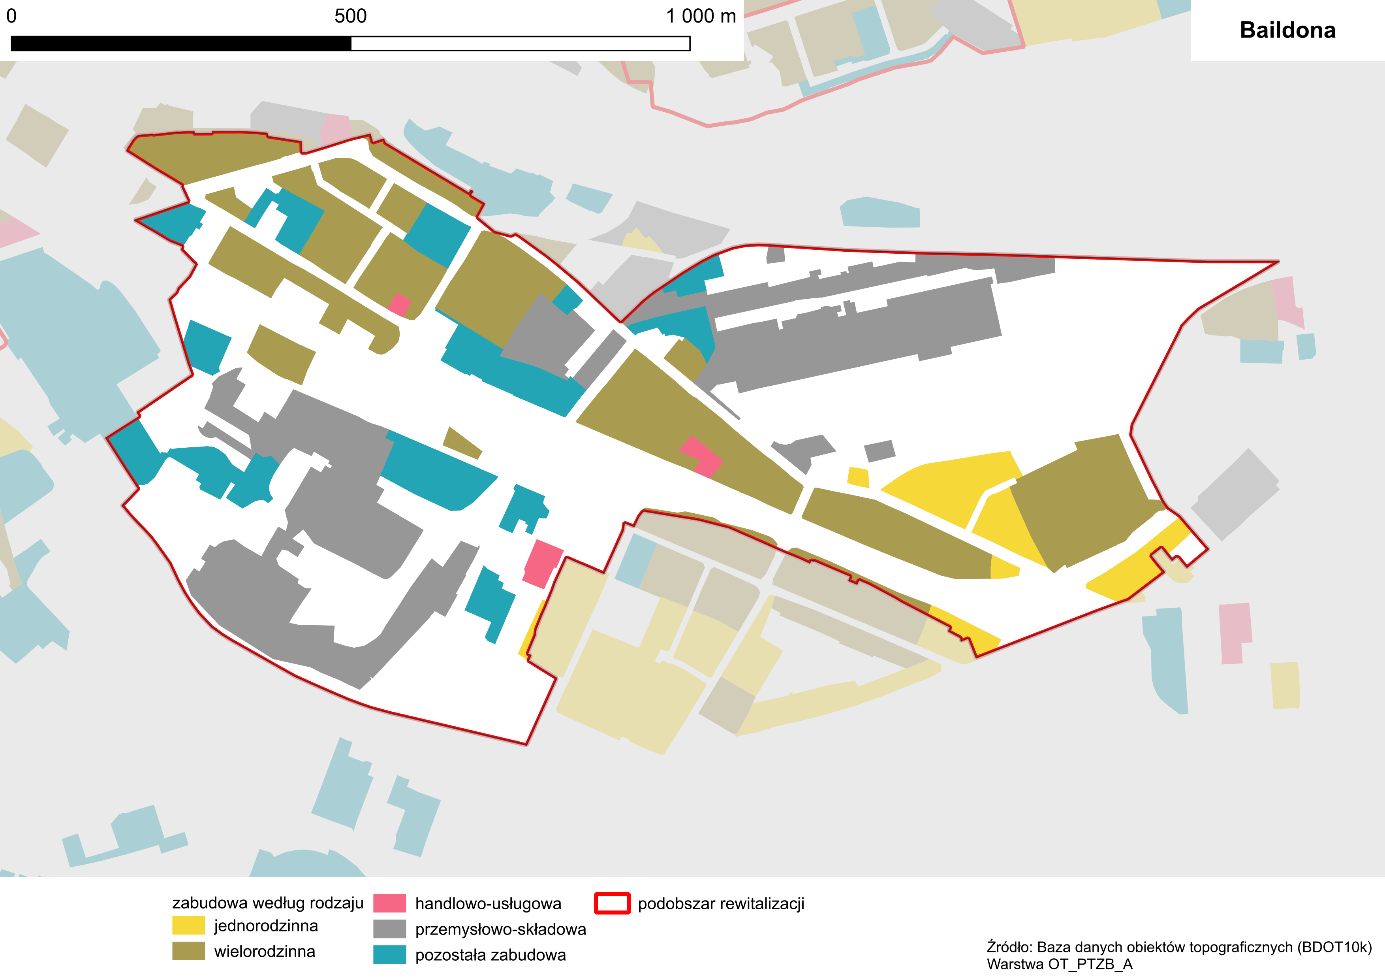 0 500 1 000 m
Baildona
zabudowa według rodzaju
jednorodzinna
wielorodzinna
handlowo-usługowa
przemysłowo-składowa
pozostała zabudowa
podobszar rewitalizacji
Źródło: Baza danych obiektów topograficznych (BDOT10k)
Warstwa OT_PTZB_A